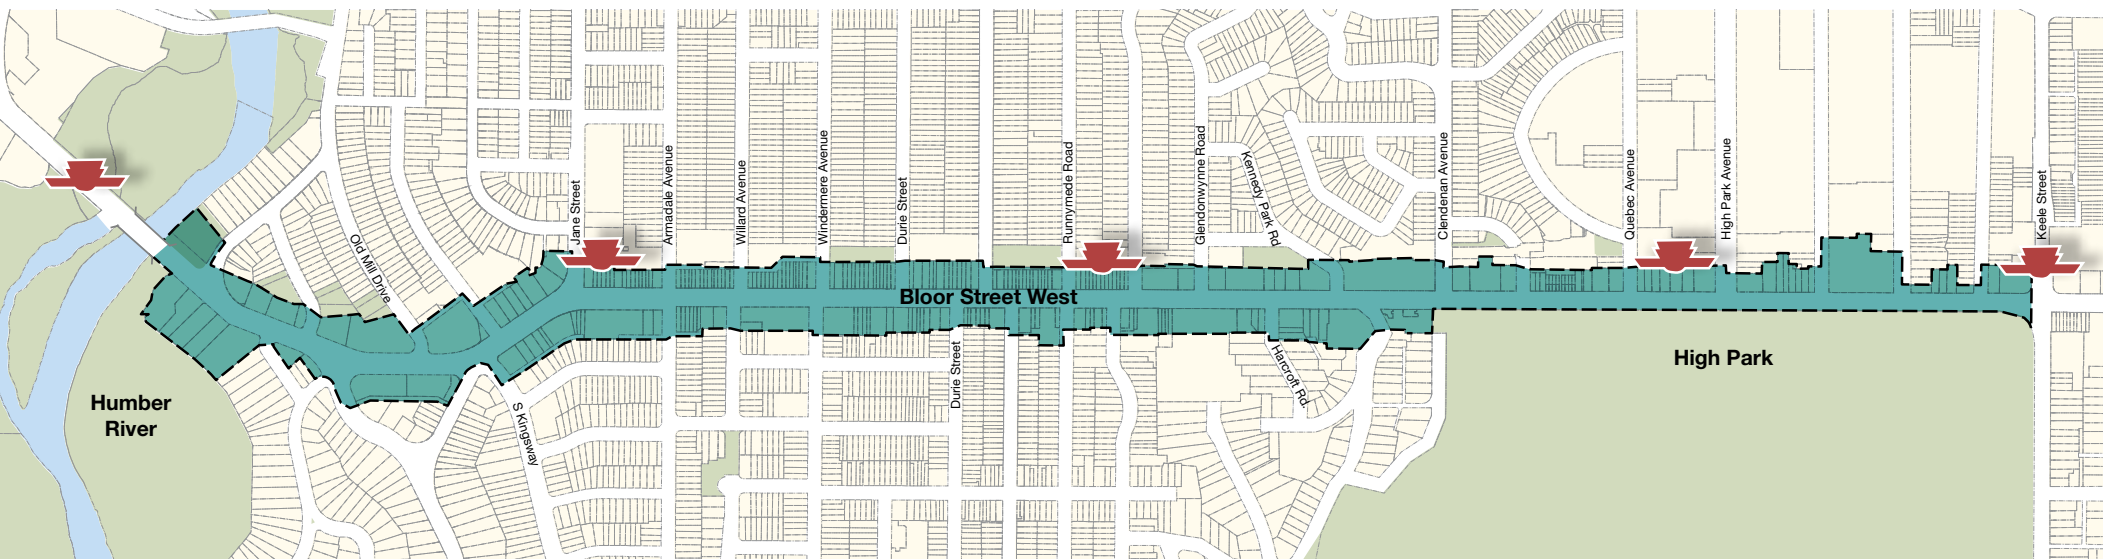 Old Mill Drive
Jane Street
Armadale Avenue
Willard Avenue
Windermere Avenue
Durie Street
Runnymede Road
Glendonwynne Road
Kennedy Park Rd
Clendenan Avenue
Quebec Avenue
High Park Avenue
Keele Street
Bloor Street West
High Park
Humber
River
S Kingsway
Durie Street
Harcroft Rd.